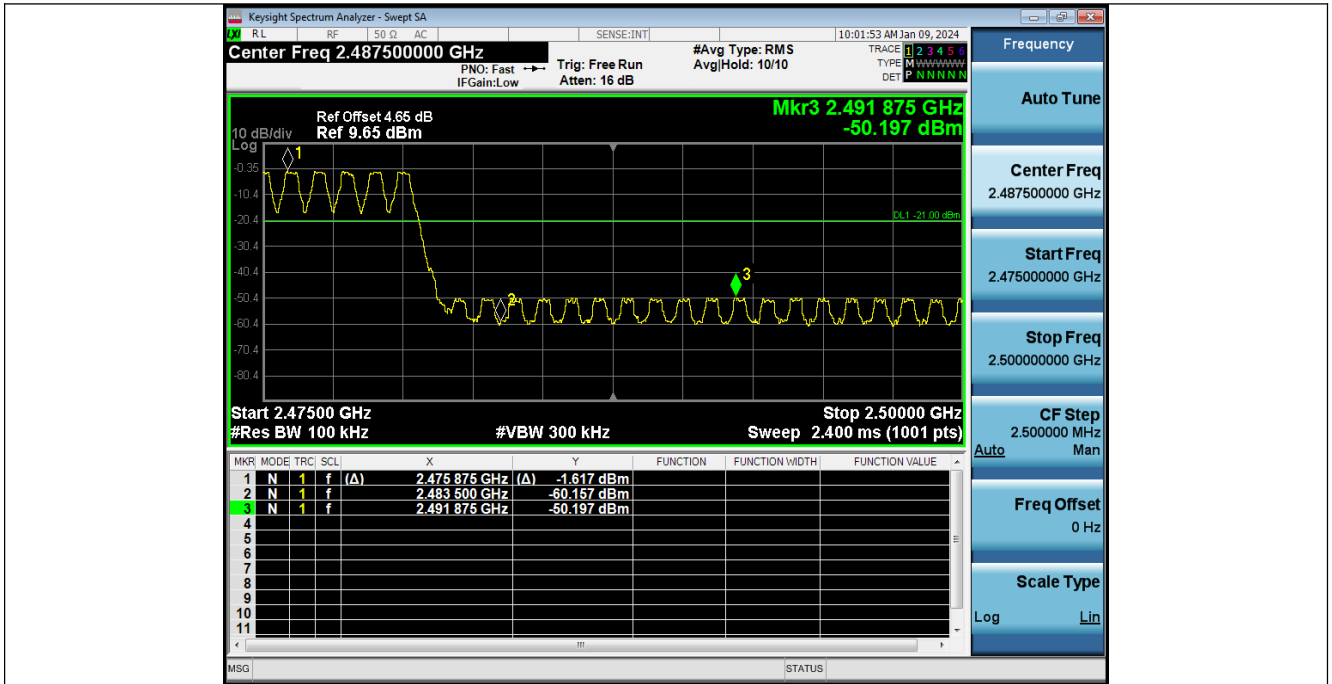 Keysight Spectrum Analyzer - Swept SA
LXI RL RF 50 Ω AC SENSE:INT 10:01:53 AM Jan 09, 2024
Center Freq 2.487500000 GHz
PNO: Fast
IFGain:Low
Trig: Free Run
Atten: 16 dB
#Avg Type: RMS
Avg|Hold: 10/10
TRACE 1 2 3 4 5 6
TYPE M WWWWW
DET P N N N N N
Ref Offset 4.65 dB
10 dB/div Ref 9.65 dBm
Log
Mkr3 2.491 875 GHz
-50.197 dBm
1
-0.35
-10.4
-20.4
DL1 -21.00 dBm
-30.4
-40.4
3
-50.4
2
-60.4
-70.4
-80.4
Start 2.47500 GHz Stop 2.50000 GHz
#Res BW 100 kHz #VBW 300 kHz Sweep 2.400 ms (1001 pts)
MKR MODE TRC SCL X Y FUNCTION FUNCTION WIDTH FUNCTION VALUE
1 N 1 f (Δ) 2.475 875 GHz (Δ) -1.617 dBm
2 N 1 f 2.483 500 GHz -60.157 dBm
3 N 1 f 2.491 875 GHz -50.197 dBm
4
5
6
7
8
9
10
11
MSG STATUS
Frequency
Auto Tune
Center Freq
2.487500000 GHz
Start Freq
2.475000000 GHz
Stop Freq
2.500000000 GHz
CF Step
2.500000 MHz
Auto Man
Freq Offset
0 Hz
Scale Type
Log Lin